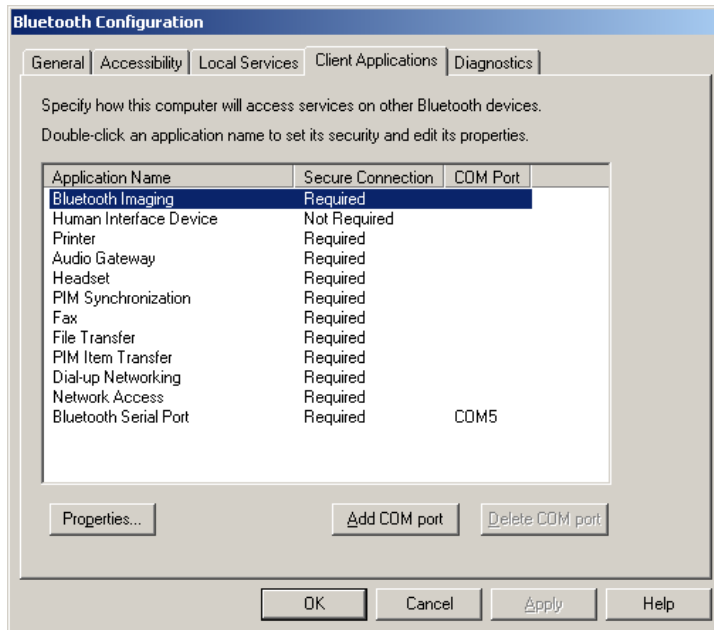 Bluetooth Configuration
General Accessibility Local Services Client Applications Diagnostics
Specify how this computer will access services on other Bluetooth devices.
Double-click an application name to set its security and edit its properties.
Application Name Secure Connection COM Port
Bluetooth Imaging Required
Human Interface Device Not Required
Printer Required
Audio Gateway Required
Headset Required
PIM Synchronization Required
Fax Required
File Transfer Required
PIM Item Transfer Required
Dial-up Networking Required
Network Access Required
Bluetooth Serial Port Required COM5
Properties... Add COM port Delete COM port
OK Cancel Apply Help